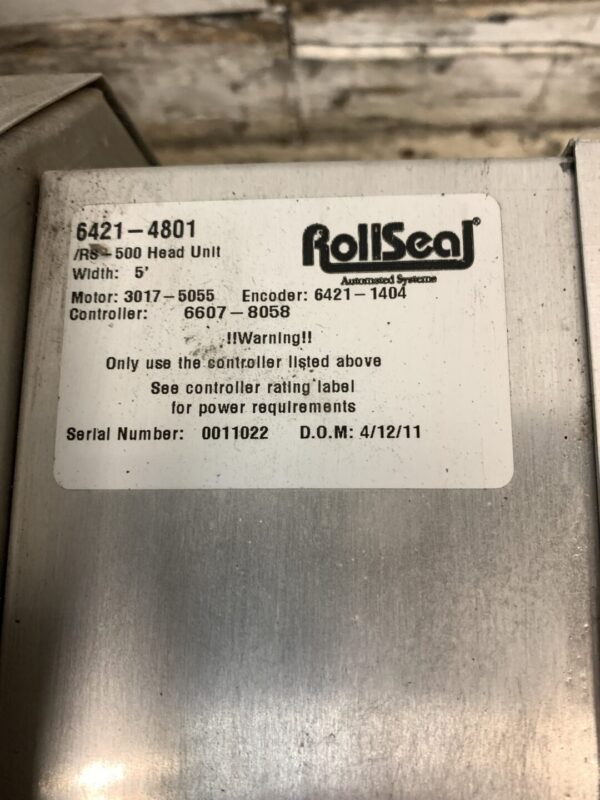 6421-4801
/RS-500 Head Unit
Width: 5'
RollSeal®
Automated Systems
Motor: 3017-5055 Encoder: 6421-1404
Controller: 6607-8058
!!Warning!!
Only use the controller listed above
See controller rating label
for power requirements
Serial Number: 0011022 D.O.M: 4/12/11